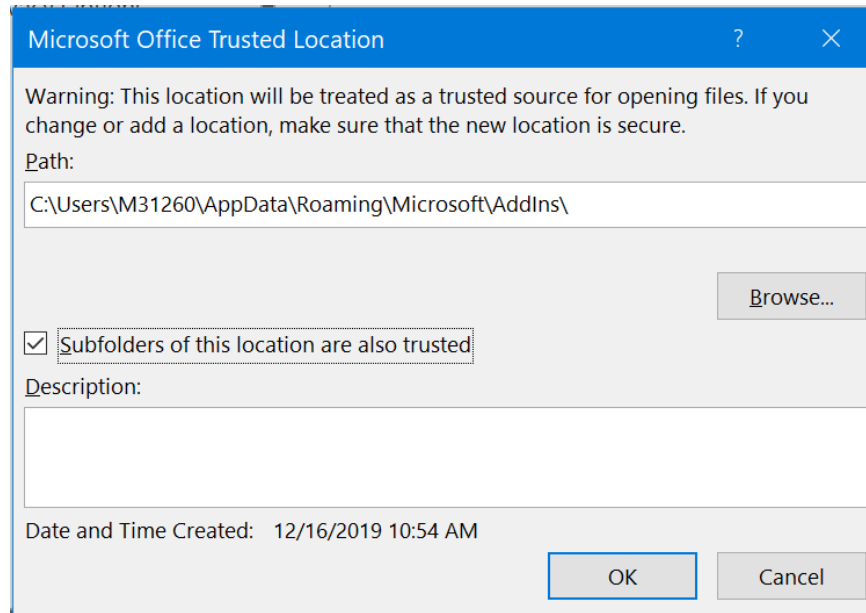 Microsoft Office Trusted Location
?
Warning: This location will be treated as a trusted source for opening files. If you
change or add a location, make sure that the new location is secure.
Path:
C:\Users\M31260\AppData\Roaming\Microsoft\AddIns\
Browse...
Subfolders of this location are also trusted
Description:
Date and Time Created: 12/16/2019 10:54 AM
OK
Cancel